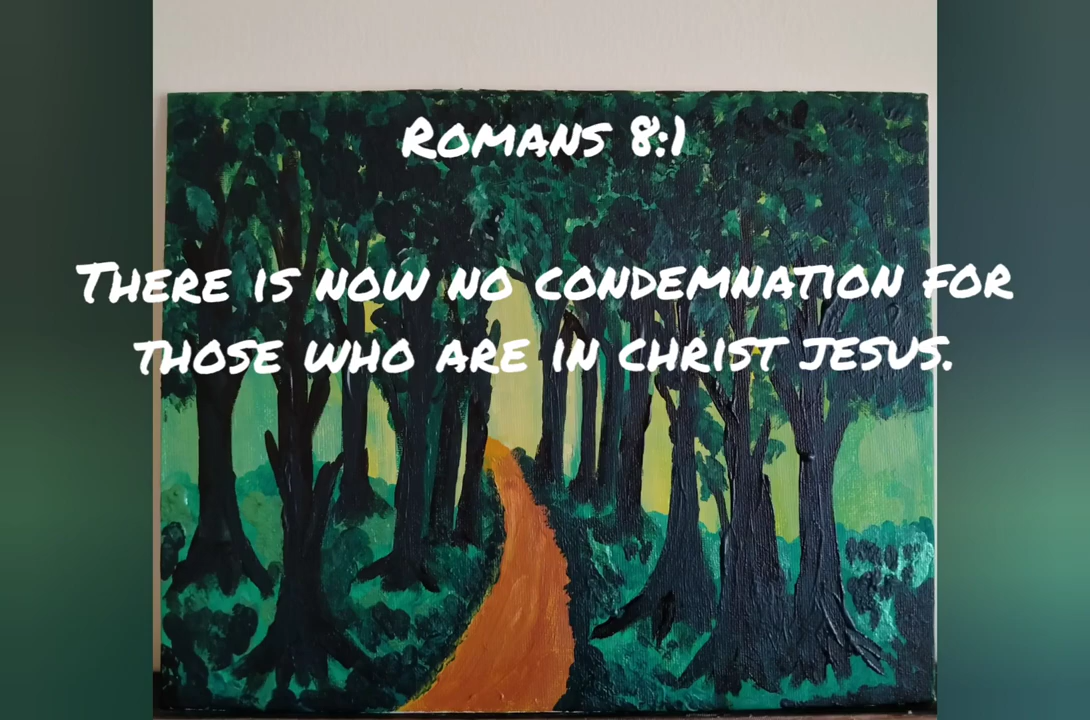 Romans 8:1
There is now no condemnation for
those who are in Christ Jesus.